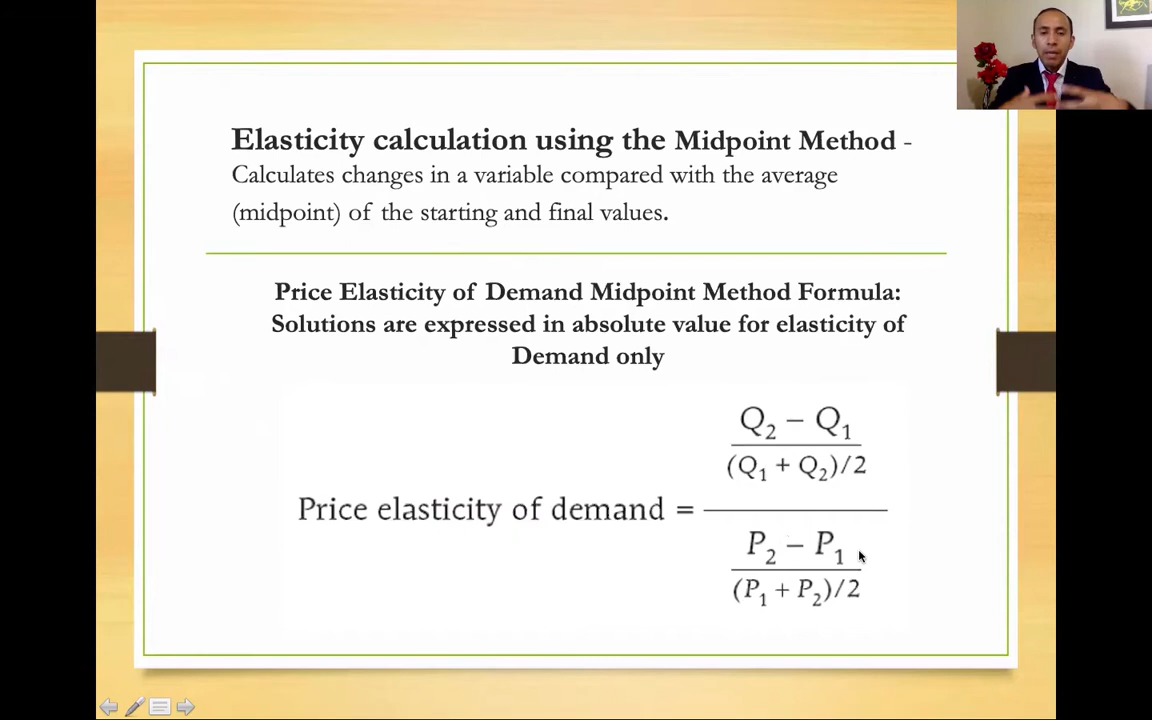 Elasticity calculation using the Midpoint Method -
Calculates changes in a variable compared with the average
(midpoint) of the starting and final values.
Price Elasticity of Demand Midpoint Method Formula:
Solutions are expressed in absolute value for elasticity of
Demand only
Q₂ − Q₁
(Q₁ + Q₂)/2
Price elasticity of demand =
P₂ − P₁
(P₁ + P₂)/2